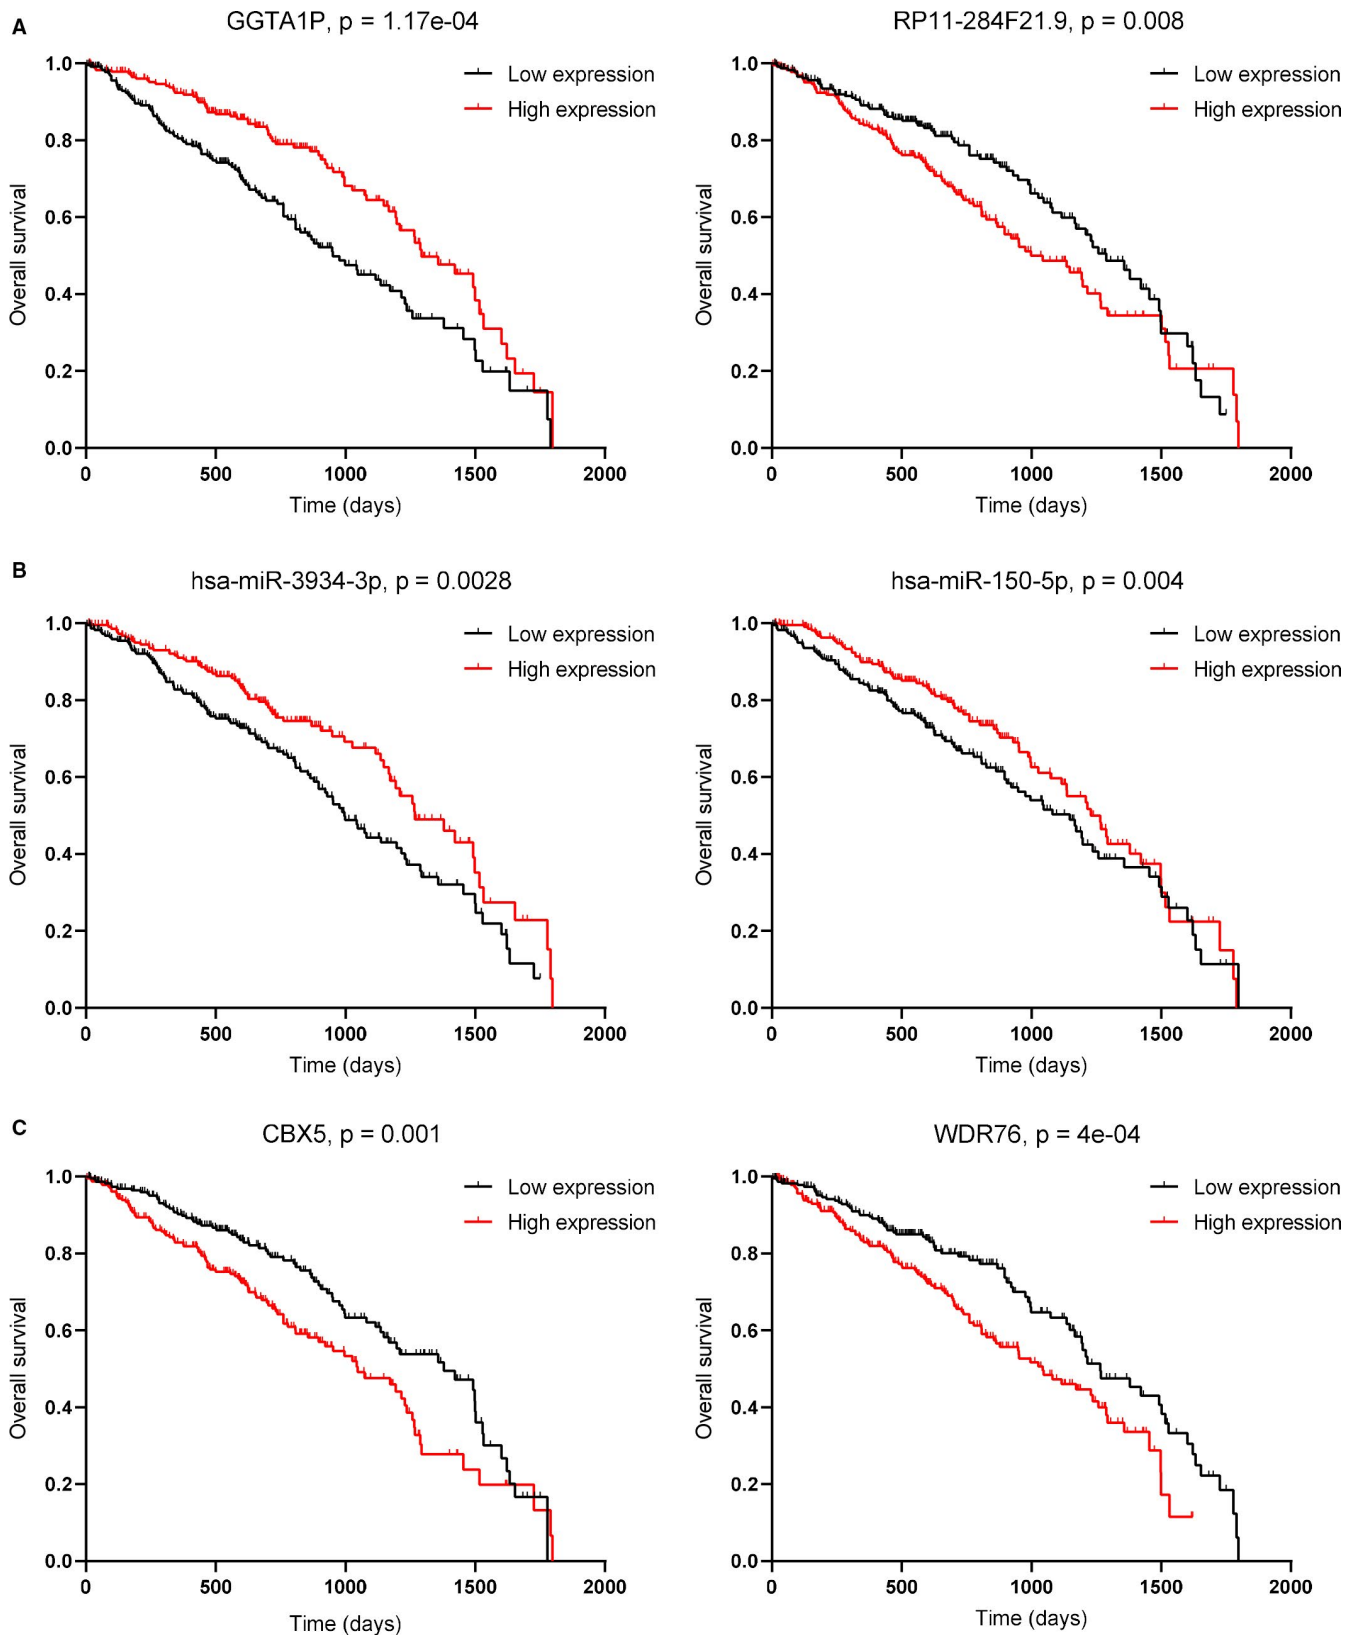 A
GGTA1P, p = 1.17e-04
Overall survival
1.0
0.8
0.6
0.4
0.2
0.0
Low expression
High expression
0 500 1000 1500 2000
Time (days)
RP11-284F21.9, p = 0.008
Overall survival
1.0
0.8
0.6
0.4
0.2
0.0
Low expression
High expression
0 500 1000 1500 2000
Time (days)
B
hsa-miR-3934-3p, p = 0.0028
Overall survival
1.0
0.8
0.6
0.4
0.2
0.0
Low expression
High expression
0 500 1000 1500 2000
Time (days)
hsa-miR-150-5p, p = 0.004
Overall survival
1.0
0.8
0.6
0.4
0.2
0.0
Low expression
High expression
0 500 1000 1500 2000
Time (days)
C
CBX5, p = 0.001
Overall survival
1.0
0.8
0.6
0.4
0.2
0.0
Low expression
High expression
0 500 1000 1500 2000
Time (days)
WDR76, p = 4e-04
Overall survival
1.0
0.8
0.6
0.4
0.2
0.0
Low expression
High expression
0 500 1000 1500 2000
Time (days)